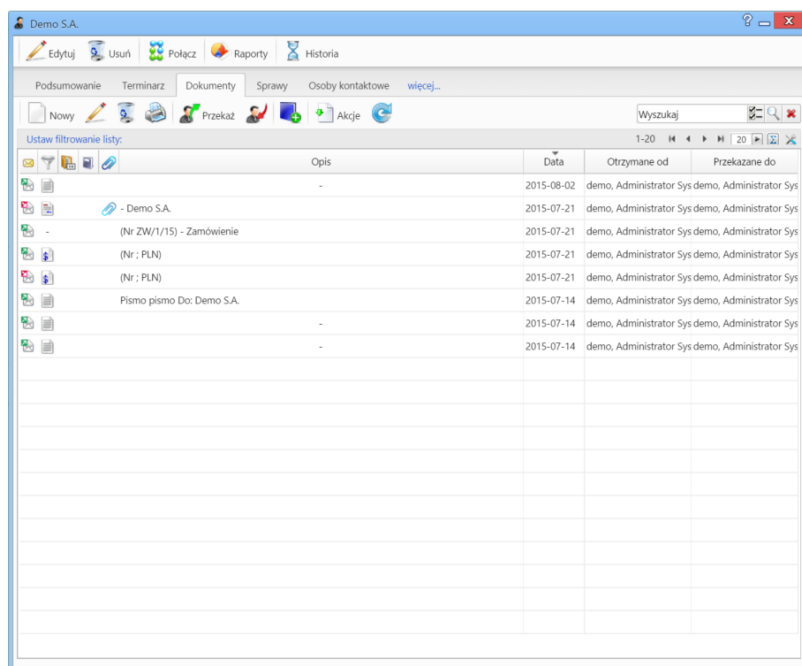 Demo S.A.
Edytuj Usuń Połącz Raporty Historia
Podsumowanie Terminarz Dokumenty Sprawy Osoby kontaktowe więcej...
Nowy Przekaż Akcje Wyszukaj
Ustaw filtrowanie listy: 1-20 20
Opis Data Otrzymane od Przekazane do
- 2015-08-02 demo, Administrator Sys demo, Administrator Sys
- Demo S.A. 2015-07-21 demo, Administrator Sys demo, Administrator Sys
- (Nr ZW/1/15) - Zamówienie 2015-07-21 demo, Administrator Sys demo, Administrator Sys
(Nr ; PLN) 2015-07-21 demo, Administrator Sys demo, Administrator Sys
(Nr ; PLN) 2015-07-21 demo, Administrator Sys demo, Administrator Sys
Pismo pismo Do: Demo S.A. 2015-07-14 demo, Administrator Sys demo, Administrator Sys
- 2015-07-14 demo, Administrator Sys demo, Administrator Sys
- 2015-07-14 demo, Administrator Sys demo, Administrator Sys